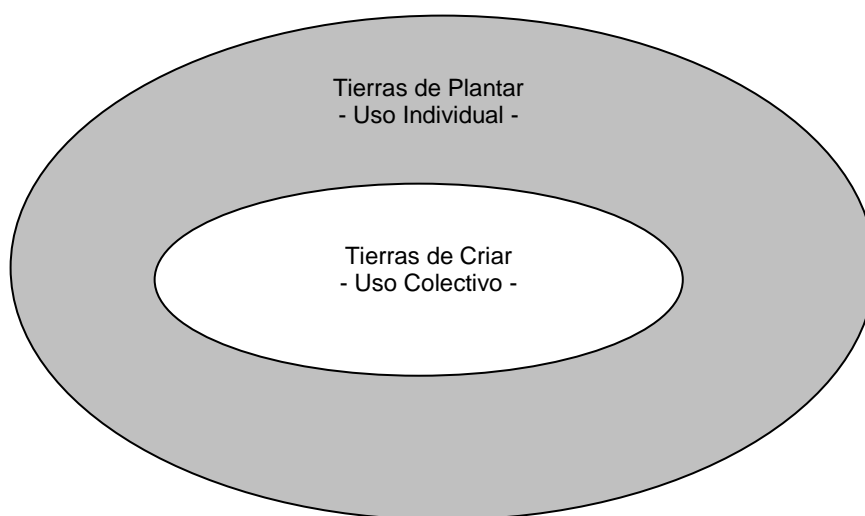 Tierras de Plantar
- Uso Individual -
Tierras de Criar
- Uso Colectivo -